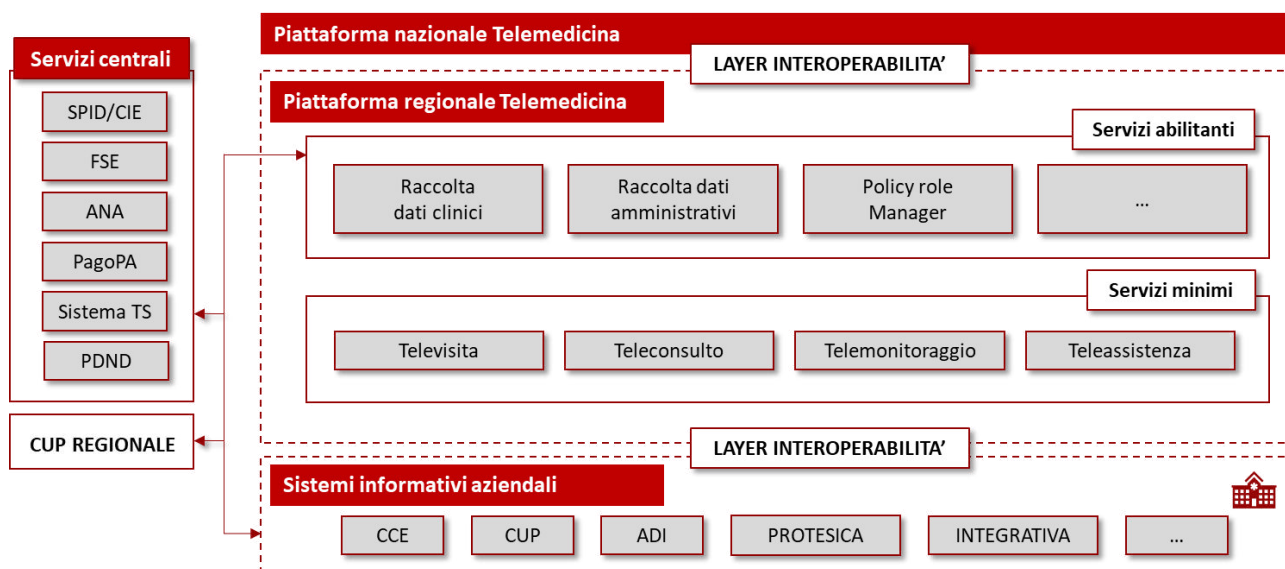 Piattaforma nazionale Telemedicina
Servizi centrali
LAYER INTEROPERABILITA’
Piattaforma regionale Telemedicina
SPID/CIE
FSE
ANA
PagoPA
Sistema TS
PDND
CUP REGIONALE
Servizi abilitanti
Raccolta
dati clinici
Raccolta dati
amministrativi
Policy role
Manager
...
Servizi minimi
Televisita
Teleconsulto
Telemonitoraggio
Teleassistenza
LAYER INTEROPERABILITA’
Sistemi informativi aziendali
CCE
CUP
ADI
PROTESICA
INTEGRATIVA
...